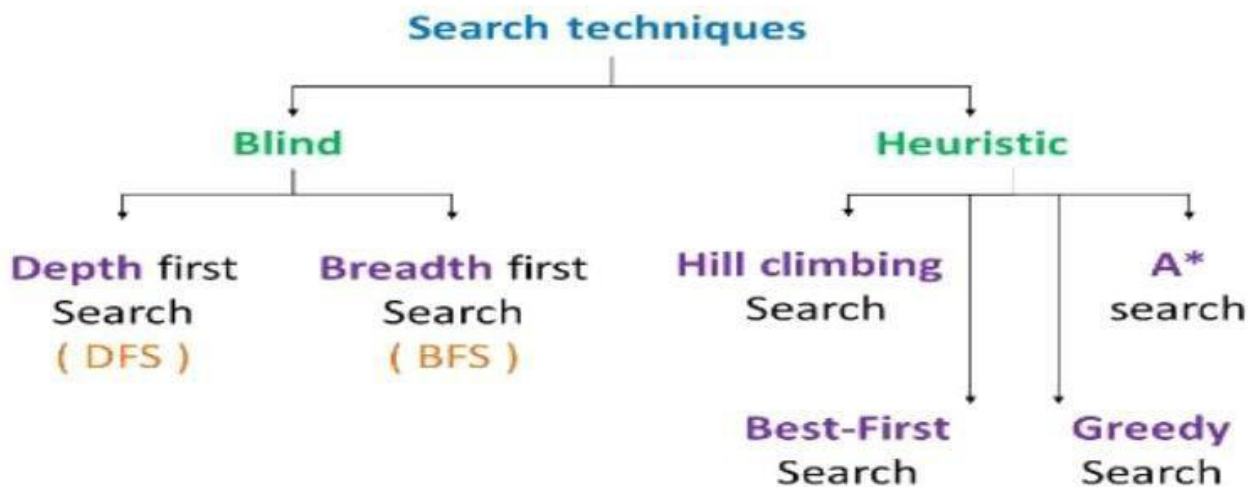 Search techniques
Blind
Heuristic
Depth first
Search
( DFS )
Breadth first
Search
( BFS )
Hill climbing
Search
A*
search
Best-First
Search
Greedy
Search